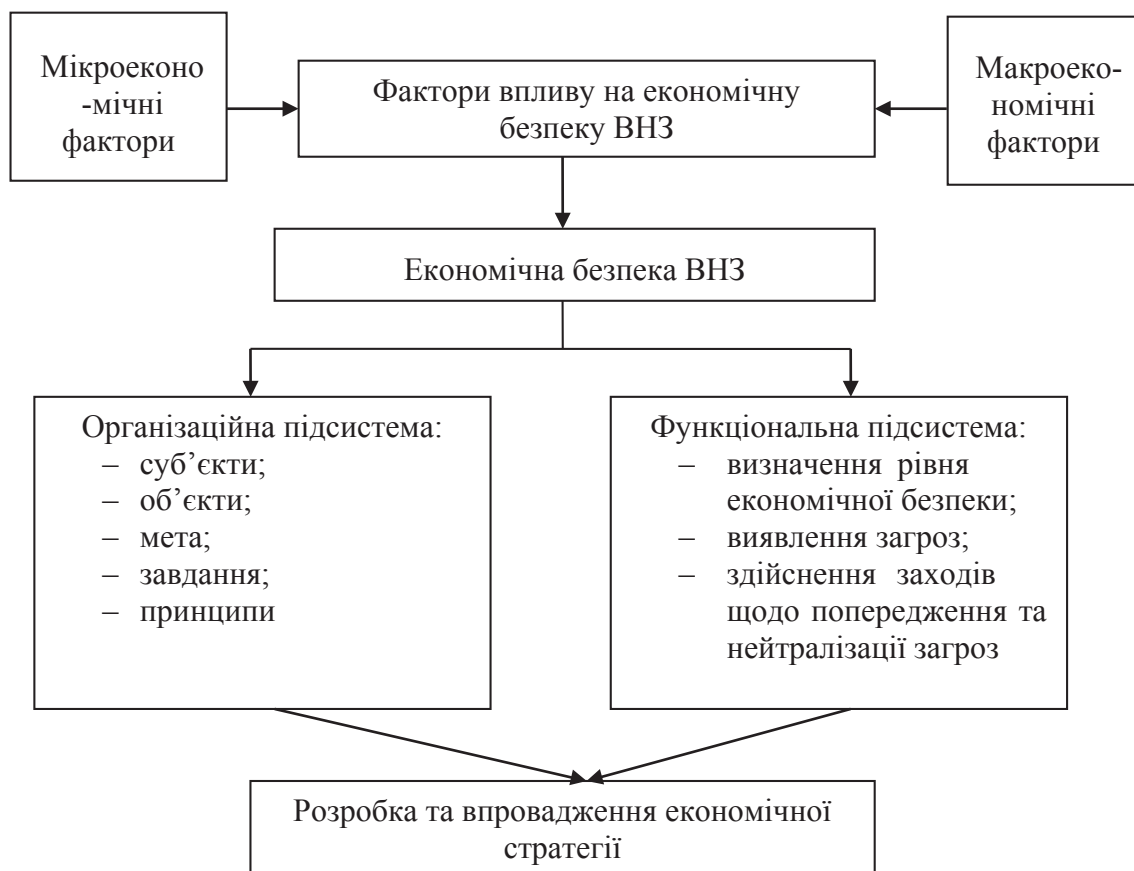 Мікроеконо
-мічні
фактори
Фактори впливу на економічну
безпеку ВНЗ
Макроеко-
номічні
фактори
Економічна безпека ВНЗ
Організаційна підсистема:
– суб’єкти;
– об’єкти;
– мета;
– завдання;
– принципи
Функціональна підсистема:
– визначення рівня
економічної безпеки;
– виявлення загроз;
– здійснення заходів
щодо попередження та
нейтралізації загроз
Розробка та впровадження економічної
стратегії